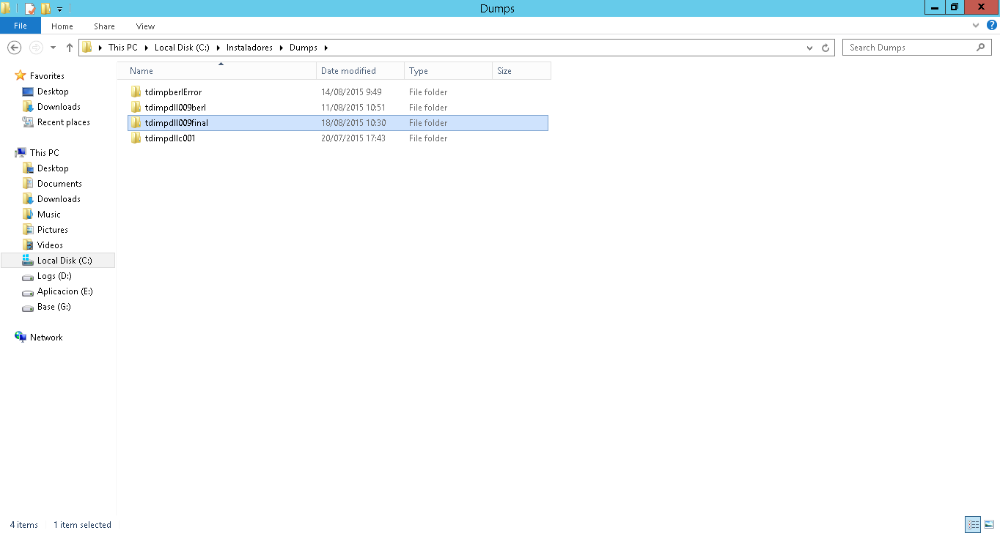 Dumps
File Home Share View
This PC Local Disk (C:) Instaladores Dumps
Search Dumps
Name Date modified Type Size
tdimpberlError 14/08/2015 9:49 File folder
tdimpdll009berl 11/08/2015 10:51 File folder
tdimpdll009final 18/08/2015 10:30 File folder
tdimpdllc001 20/07/2015 17:43 File folder
Favorites
Desktop
Downloads
Recent places
This PC
Desktop
Documents
Downloads
Music
Pictures
Videos
Local Disk (C:)
Logs (D:)
Aplicacion (E:)
Base (G:)
Network
4 items 1 item selected